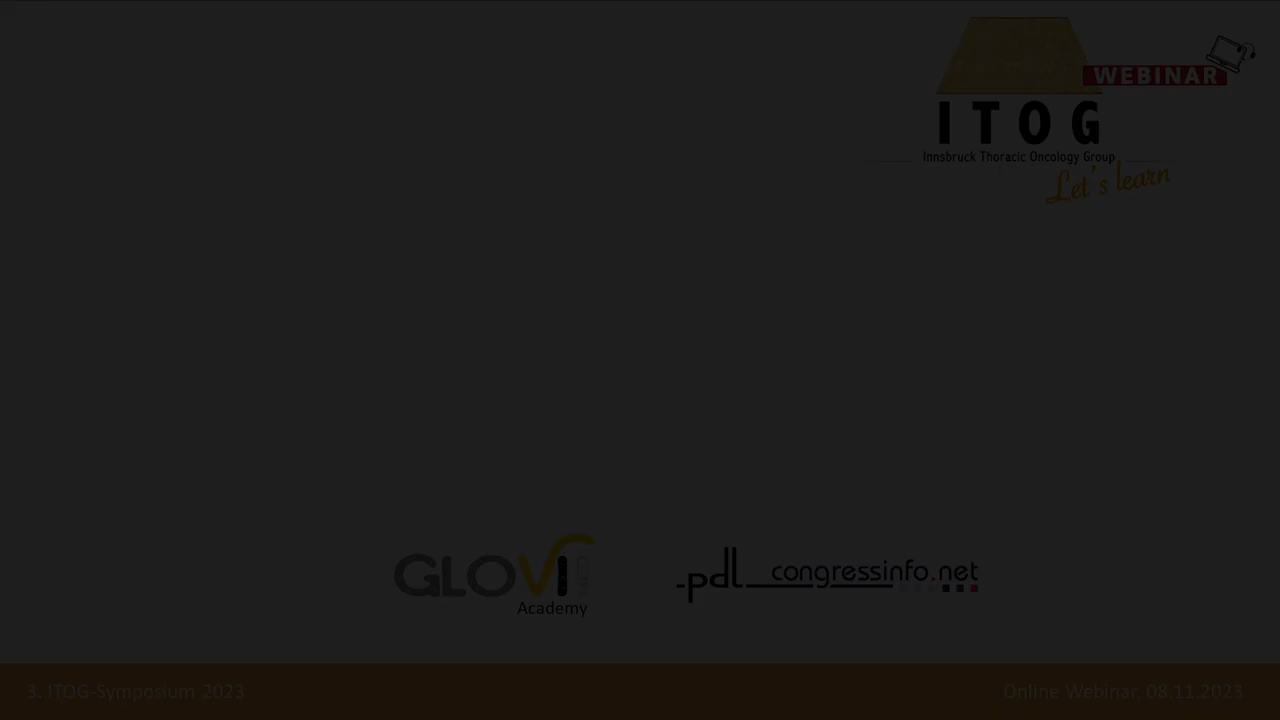 WEBINAR
ITOG
Innsbruck Thoracic Oncology Group
Let's learn
GLOVI
Academy
-pdl congressinfo.net
3. ITOG-Symposium 2023
Online Webinar, 08.11.2023